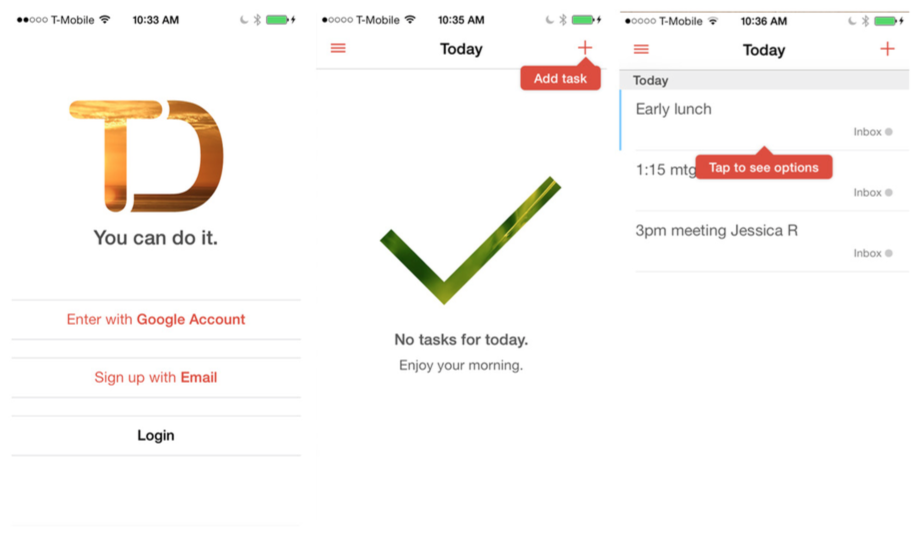 T-Mobile 10:33 AM
TD
You can do it.
Enter with Google Account
Sign up with Email
Login
T-Mobile 10:35 AM
Today
Add task
No tasks for today.
Enjoy your morning.
T-Mobile 10:36 AM
Today
Today
Early lunch
Inbox
Tap to see options
1:15 mtg
Inbox
3pm meeting Jessica R
Inbox